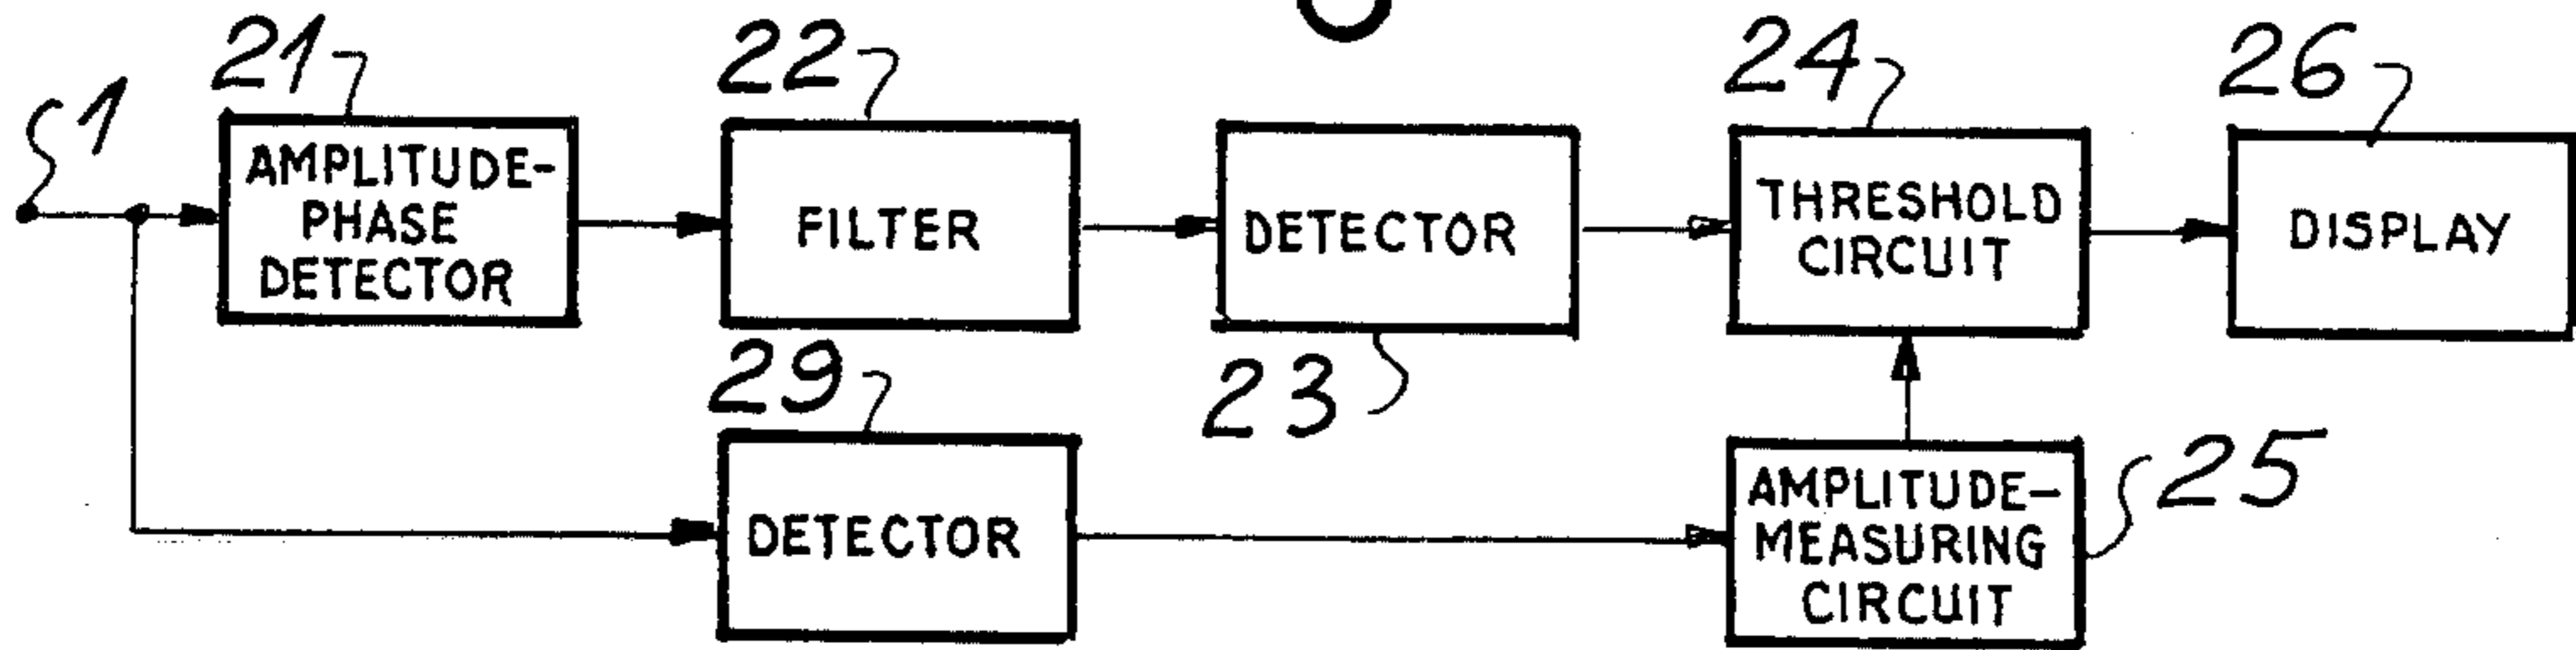 21
22
24
26
1
AMPLITUDE-
PHASE
DETECTOR
FILTER
DETECTOR
THRESHOLD
CIRCUIT
DISPLAY
29
23
25
DETECTOR
AMPLITUDE-
MEASURING
CIRCUIT